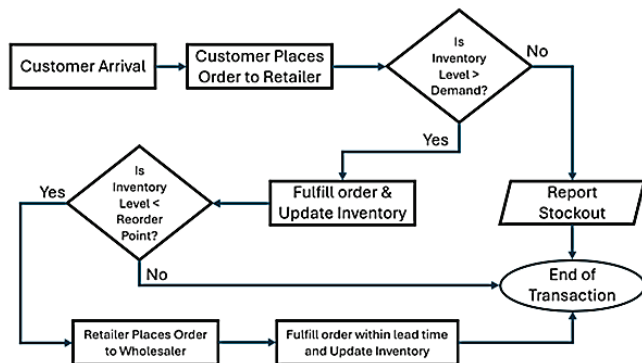 Customer Arrival
Customer Places
Order to Retailer
Is
Inventory
Level >
Demand?
No
Yes
Fulfill order &
Update Inventory
Is
Inventory
Level <
Reorder
Point?
Yes
No
Report
Stockout
End of
Transaction
Retailer Places Order
to Wholesaler
Fulfill order within lead time
and Update Inventory